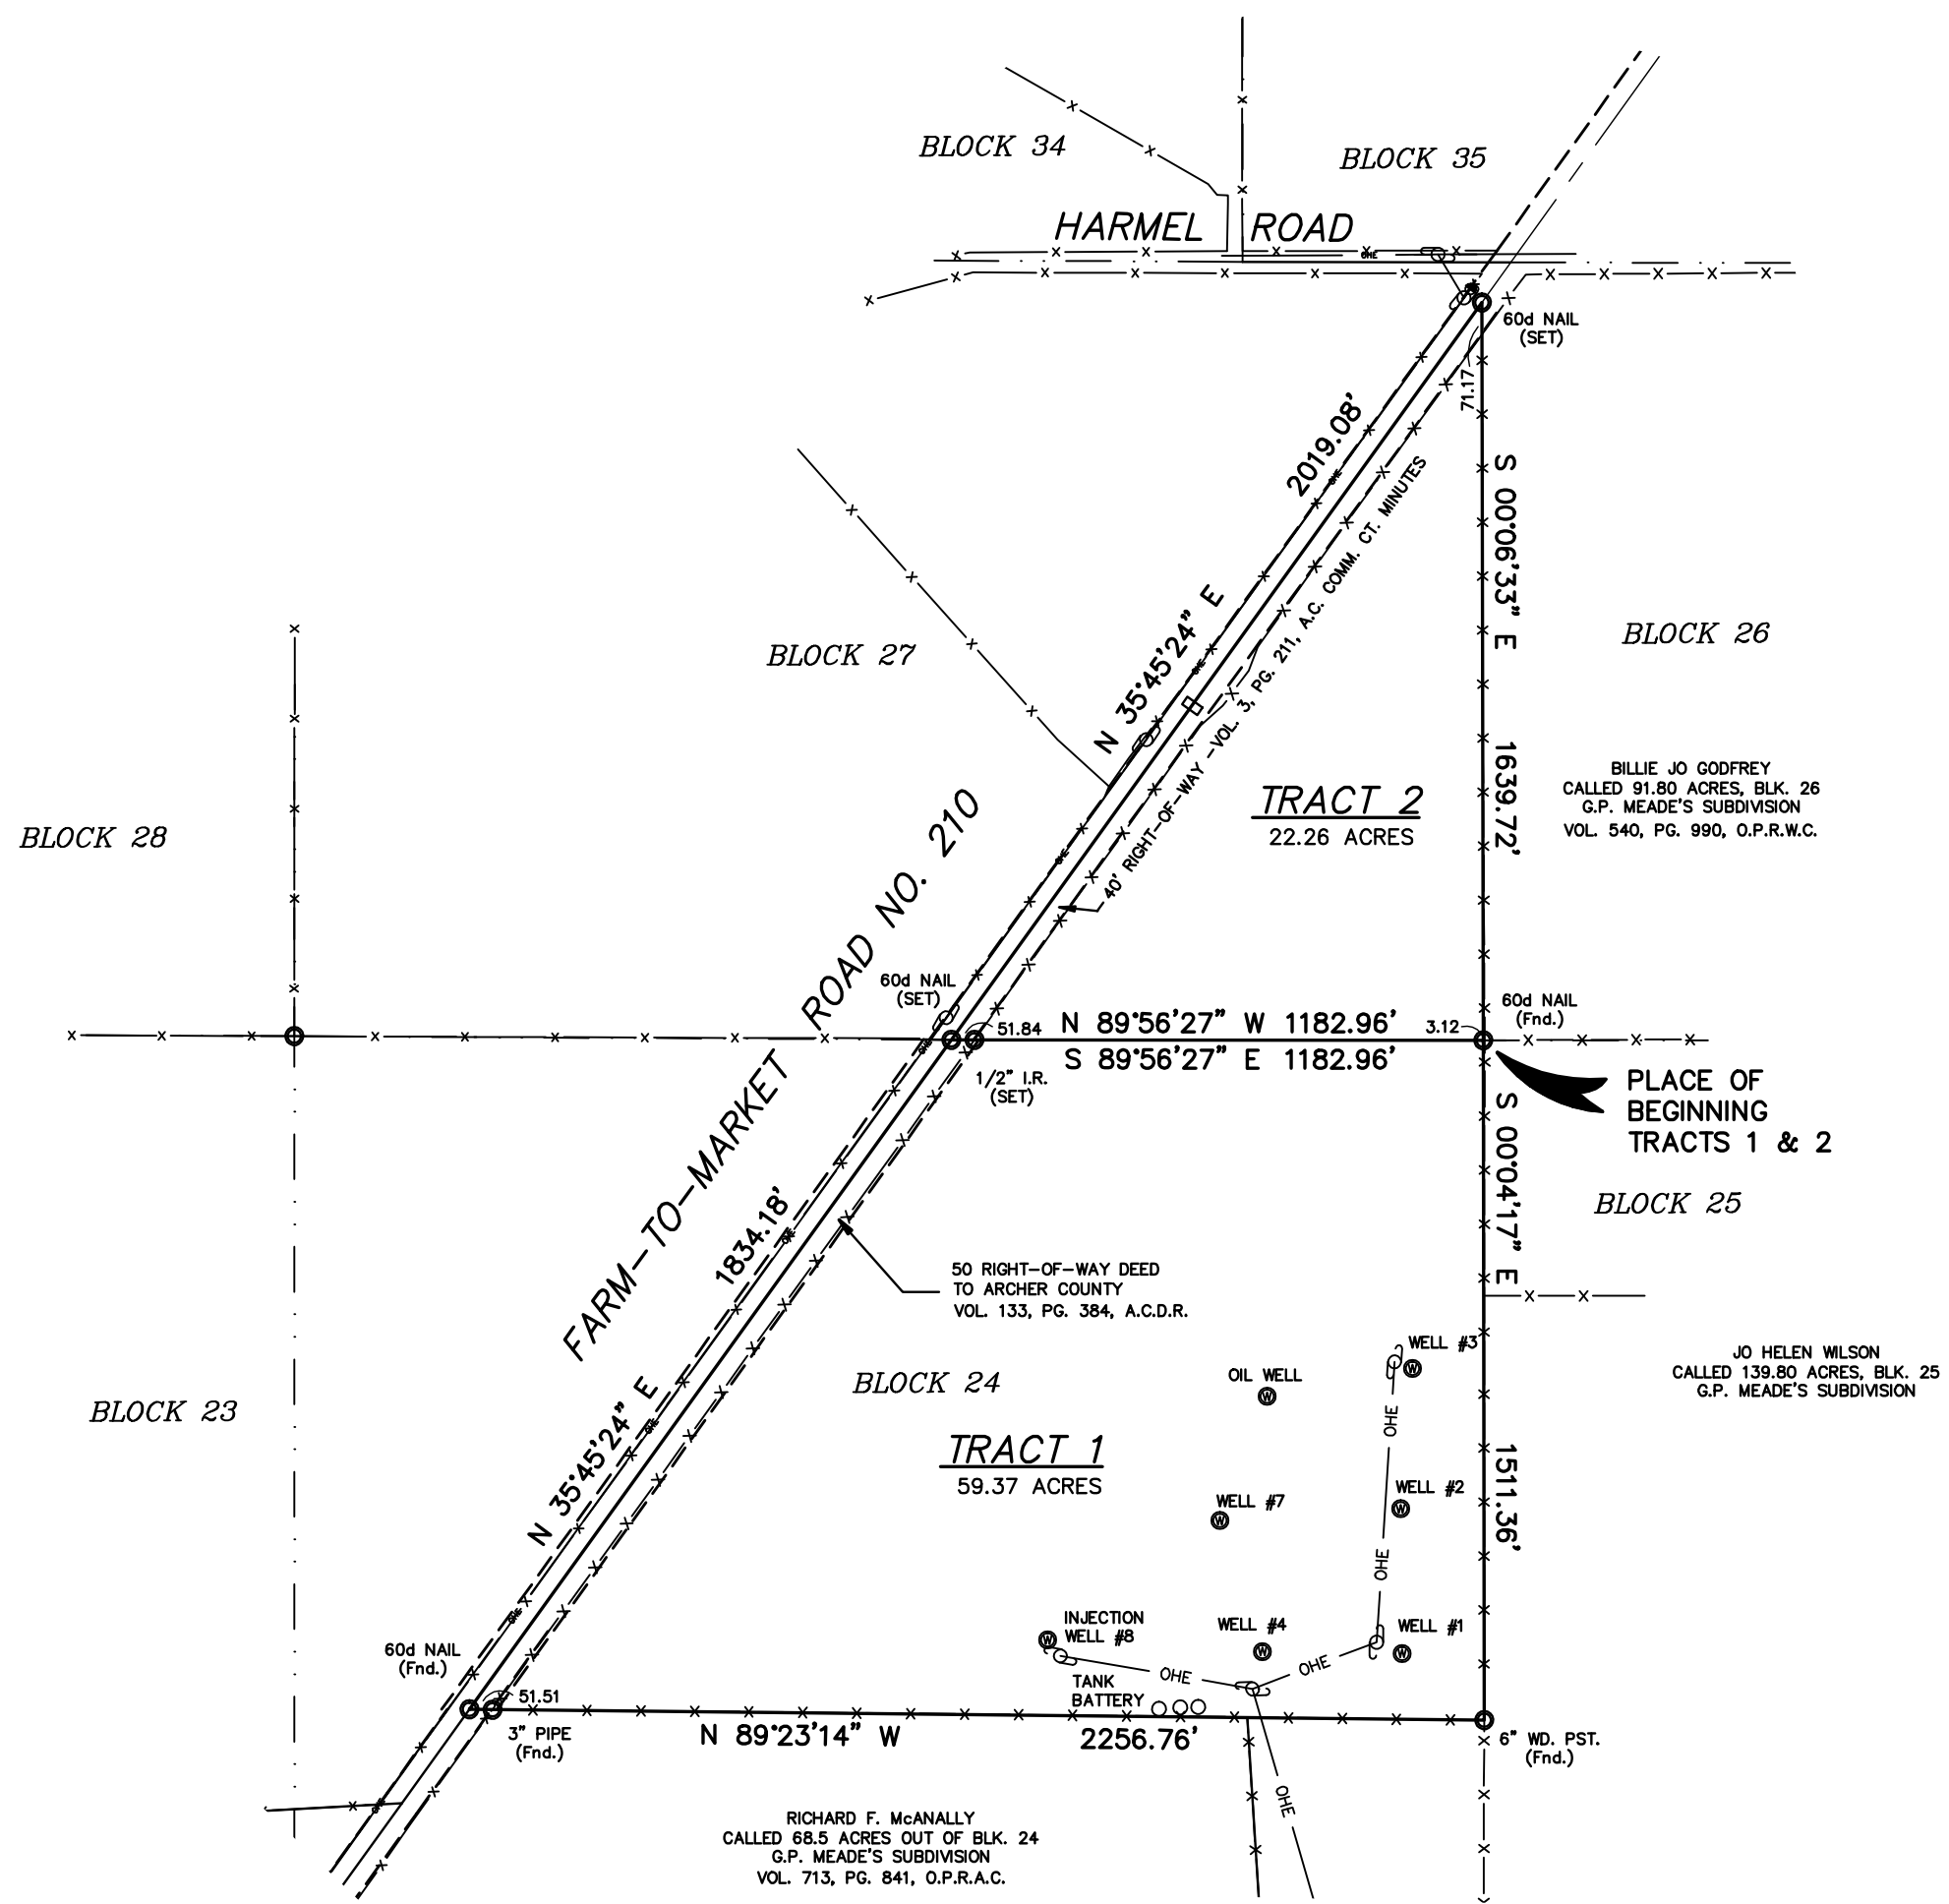 BLOCK 34
BLOCK 35
HARMEL ROAD
OHE
60d NAIL
(SET)
71.17
2019.08'
N 35°45'24" E
OHE
OHE
OHE
40' RIGHT-OF-WAY -VOL. 3, PG. 211, A.C. COMM. CT. MINUTES
S 00°06'33" E 1639.72'
BLOCK 26
BLOCK 27
BILLIE JO GODFREY
CALLED 91.80 ACRES, BLK. 26
G.P. MEADE'S SUBDIVISION
VOL. 540, PG. 990, O.P.R.W.C.
TRACT 2
22.26 ACRES
BLOCK 28
FARM-TO-MARKET ROAD NO. 210
60d NAIL
(SET)
51.84
N 89°56'27" W 1182.96'
S 89°56'27" E 1182.96'
3.12
60d NAIL
(Fnd.)
1/2" I.R.
(SET)
PLACE OF
BEGINNING
TRACTS 1 & 2
S 00°04'17" E 1511.36'
BLOCK 25
1834.18'
N 35°45'24" E
OHE
OHE
OHE
OHE
OHE
50 RIGHT-OF-WAY DEED
TO ARCHER COUNTY
VOL. 133, PG. 384, A.C.D.R.
BLOCK 24
BLOCK 23
JO HELEN WILSON
CALLED 139.80 ACRES, BLK. 25
G.P. MEADE'S SUBDIVISION
TRACT 1
59.37 ACRES
OIL WELL
W
WELL #3
W
OHE
WELL #2
W
WELL #7
W
OHE
INJECTION
WELL #8
W
WELL #4
W
WELL #1
W
OHE
OHE
TANK
BATTERY
60d NAIL
(Fnd.)
51.51
3" PIPE
(Fnd.)
N 89°23'14" W 2256.76'
6" WD. PST.
(Fnd.)
OHE
RICHARD F. McANALLY
CALLED 68.5 ACRES OUT OF BLK. 24
G.P. MEADE'S SUBDIVISION
VOL. 713, PG. 841, O.P.R.A.C.